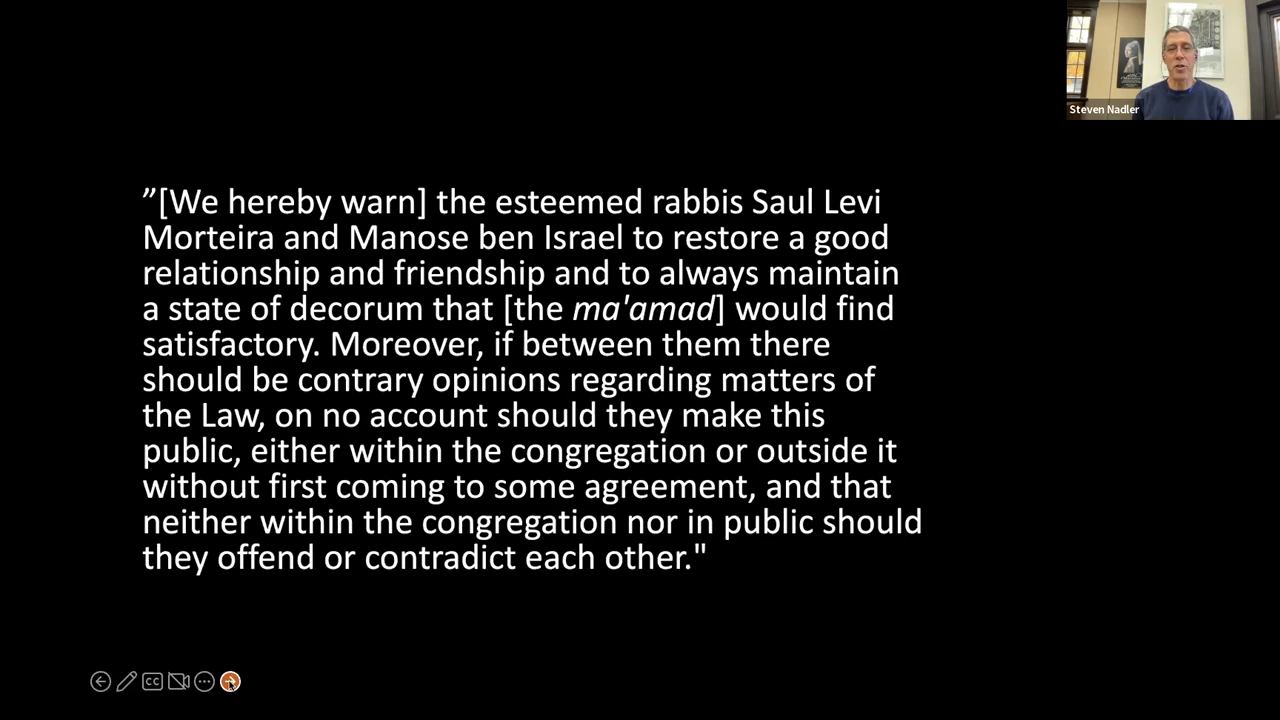 Steven Nadler
”[We hereby warn] the esteemed rabbis Saul Levi
Morteira and Manose ben Israel to restore a good
relationship and friendship and to always maintain
a state of decorum that [the ma'amad] would find
satisfactory. Moreover, if between them there
should be contrary opinions regarding matters of
the Law, on no account should they make this
public, either within the congregation or outside it
without first coming to some agreement, and that
neither within the congregation nor in public should
they offend or contradict each other."
CC